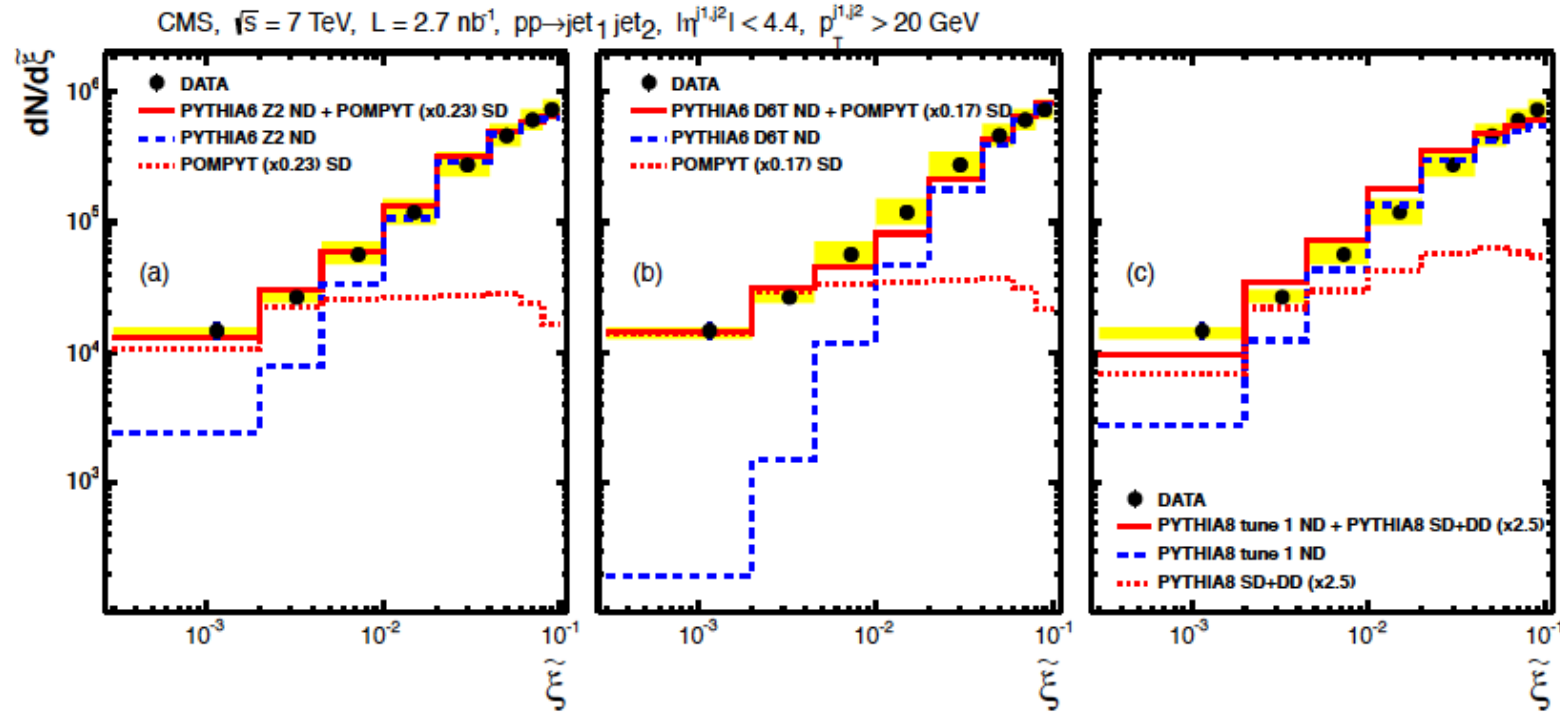 CMS, √s = 7 TeV, L = 2.7 nb⁻¹, pp→jet₁ jet₂, |η^{j1,j2}| < 4.4, p_T^{j1,j2} > 20 GeV
dN/dξ̃
10⁶
10⁵
10⁴
10³
DATA
PYTHIA6 Z2 ND + POMPYT (x0.23) SD
PYTHIA6 Z2 ND
POMPYT (x0.23) SD
(a)
10⁻³
10⁻²
10⁻¹
ξ̃
DATA
PYTHIA6 D6T ND + POMPYT (x0.17) SD
PYTHIA6 D6T ND
POMPYT (x0.17) SD
(b)
10⁻³
10⁻²
10⁻¹
ξ̃
(c)
DATA
PYTHIA8 tune 1 ND + PYTHIA8 SD+DD (x2.5)
PYTHIA8 tune 1 ND
PYTHIA8 SD+DD (x2.5)
10⁻³
10⁻²
10⁻¹
ξ̃